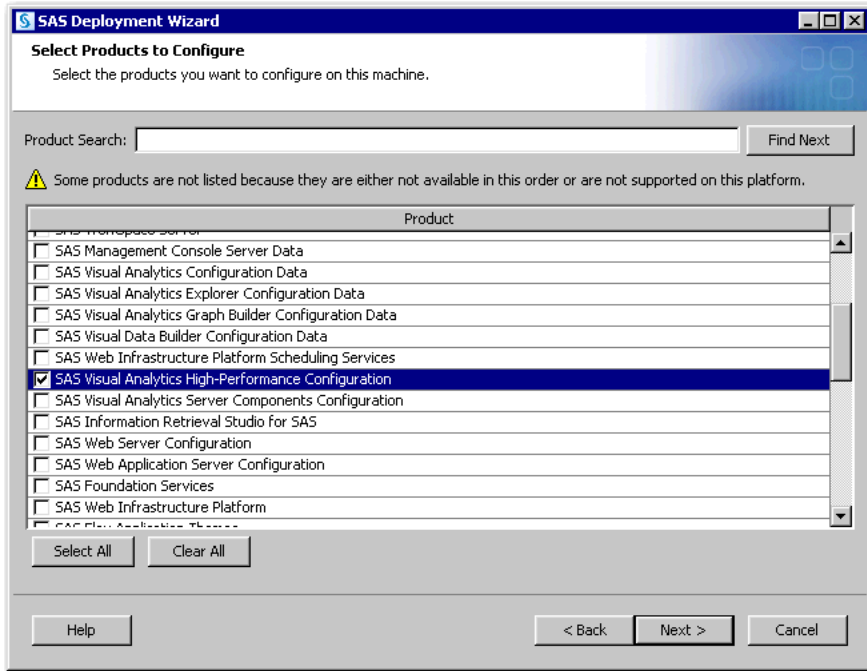 SAS Deployment Wizard
Select Products to Configure
Select the products you want to configure on this machine.
Product Search:
Find Next
Some products are not listed because they are either not available in this order or are not supported on this platform.
Product
SAS Management Console Server Data
SAS Visual Analytics Configuration Data
SAS Visual Analytics Explorer Configuration Data
SAS Visual Analytics Graph Builder Configuration Data
SAS Visual Data Builder Configuration Data
SAS Web Infrastructure Platform Scheduling Services
SAS Visual Analytics High-Performance Configuration
SAS Visual Analytics Server Components Configuration
SAS Information Retrieval Studio for SAS
SAS Web Server Configuration
SAS Web Application Server Configuration
SAS Foundation Services
SAS Web Infrastructure Platform
Select All Clear All
Help < Back Next > Cancel